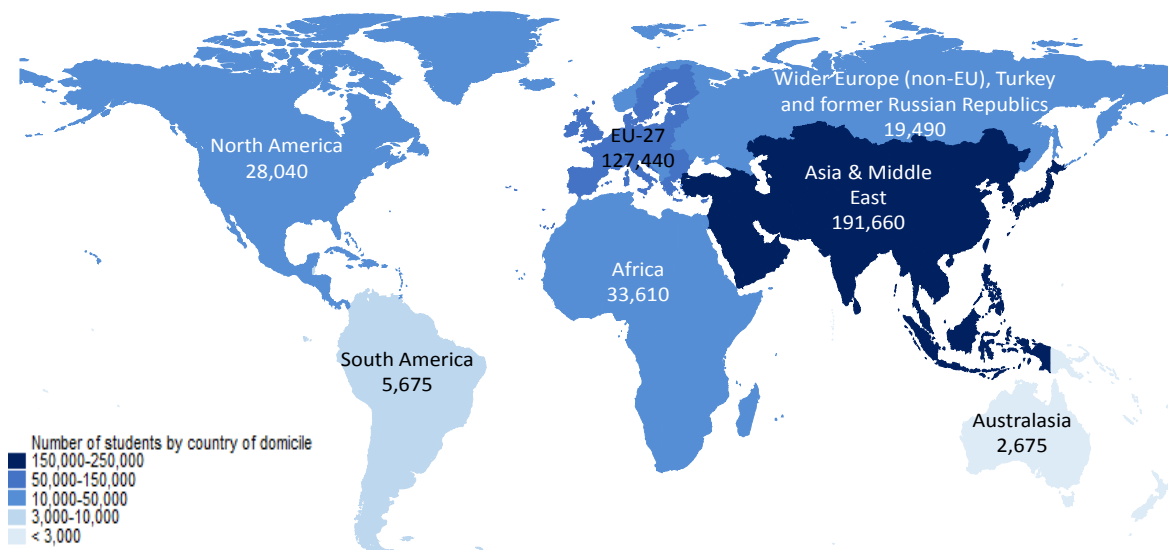 Wider Europe (non-EU), Turkey
and former Russian Republics
19,490
EU-27
127,440
North America
28,040
Asia & Middle
East
191,660
Africa
33,610
South America
5,675
Australasia
2,675
Number of students by country of domicile
150,000-250,000
50,000-150,000
10,000-50,000
3,000-10,000
< 3,000